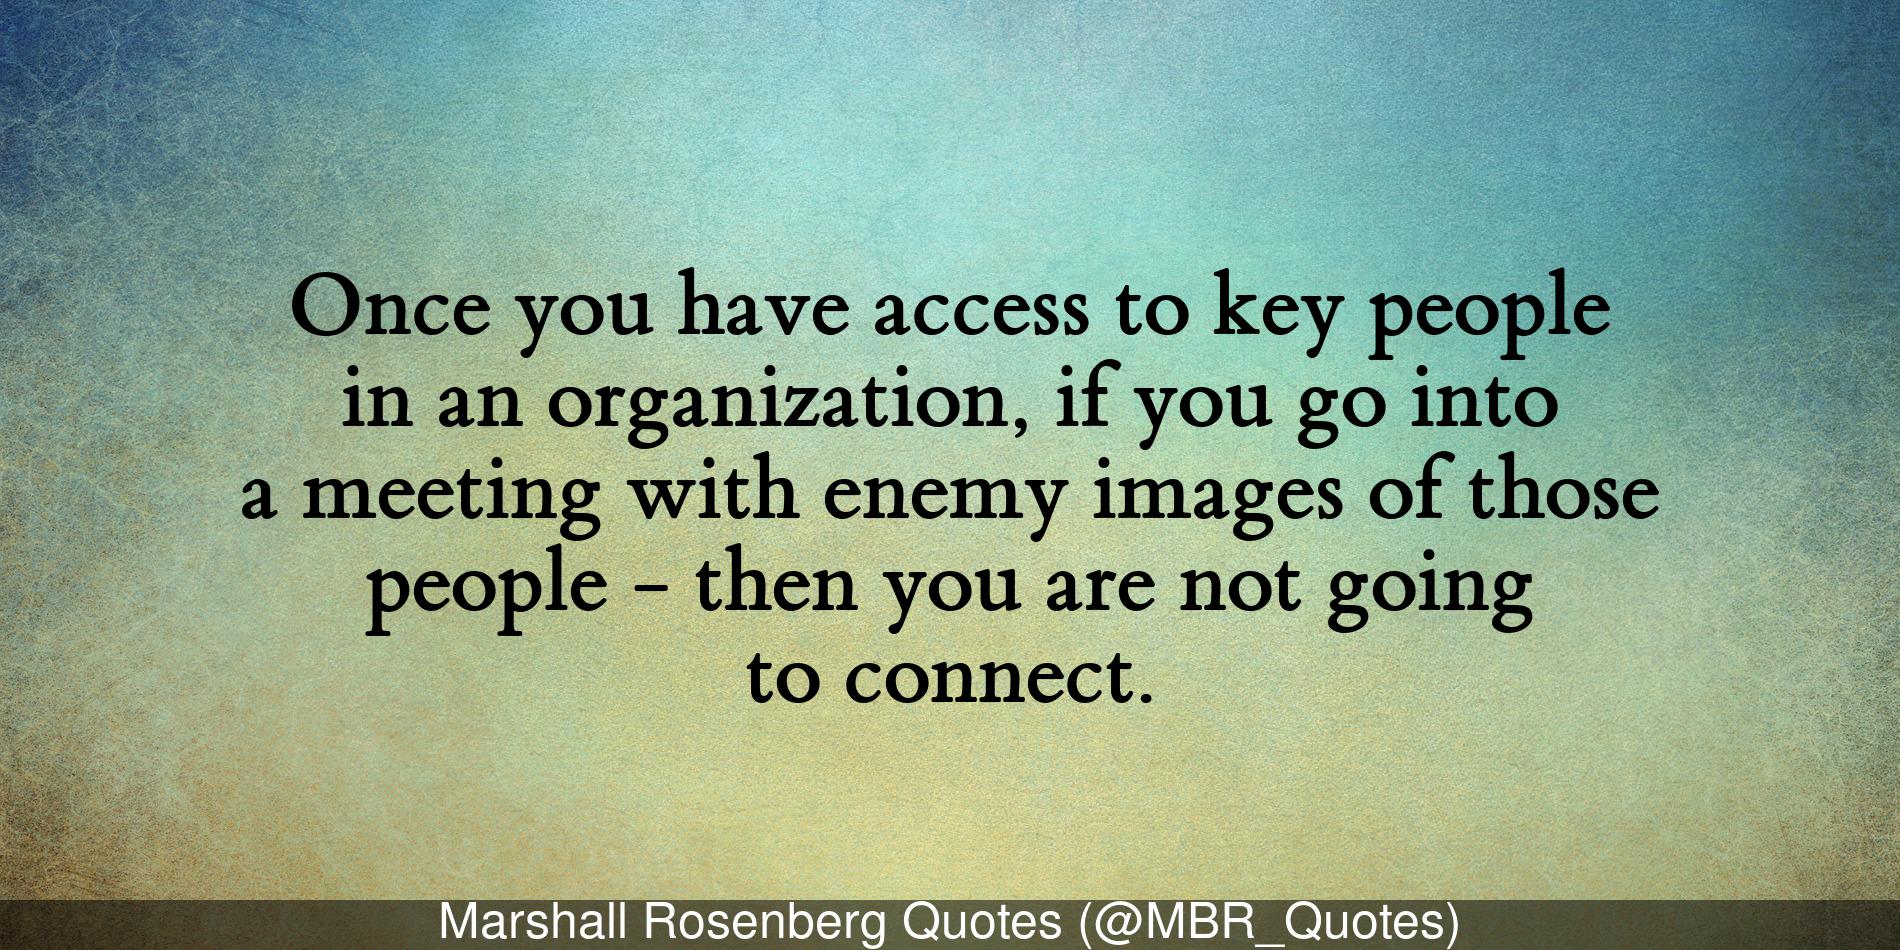 Once you have access to key people
in an organization, if you go into
a meeting with enemy images of those
people – then you are not going
to connect.
Marshall Rosenberg Quotes (@MBR_Quotes)